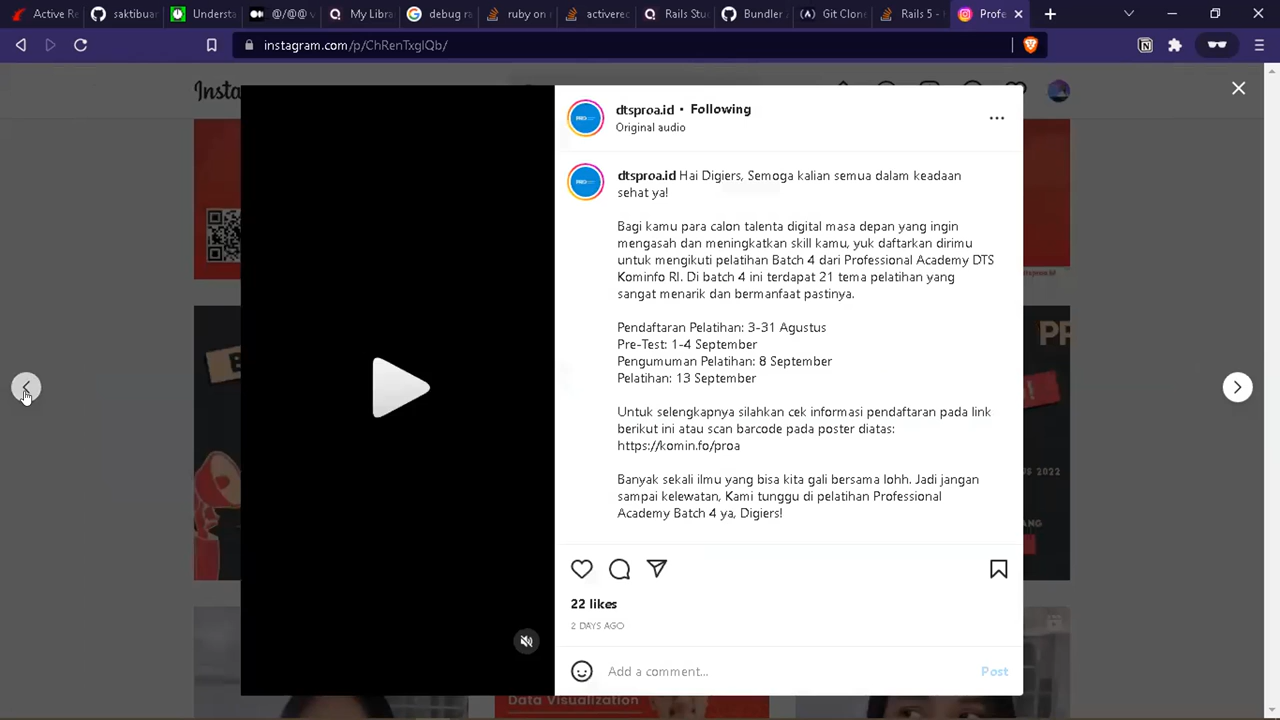 Active Re
saktibuar
Understa
@/@@ v
My Libra
debug ra
ruby on r
activerec
Rails Stu
Bundler J
Git Clone
Rails 5 - 
Profe
instagram.com/p/ChRenTxglQb/
Insta
dtsproa.id • Following
Original audio
dtsproa.id Hai Digiers, Semoga kalian semua dalam keadaan
sehat ya!
Bagi kamu para calon talenta digital masa depan yang ingin
mengasah dan meningkatkan skill kamu, yuk daftarkan dirimu
untuk mengikuti pelatihan Batch 4 dari Professional Academy DTS
Kominfo RI. Di batch 4 ini terdapat 21 tema pelatihan yang
sangat menarik dan bermanfaat pastinya.
Pendaftaran Pelatihan: 3-31 Agustus
Pre-Test: 1-4 September
Pengumuman Pelatihan: 8 September
Pelatihan: 13 September
Untuk selengkapnya silahkan cek informasi pendaftaran pada link
berikut ini atau scan barcode pada poster diatas:
https://komin.fo/proa
Banyak sekali ilmu yang bisa kita gali bersama lohh. Jadi jangan
sampai kelewatan, Kami tunggu di pelatihan Professional
Academy Batch 4 ya, Digiers!
22 likes
2 DAYS AGO
Add a comment...
Post
PP
2022
ANG
Data Visualization